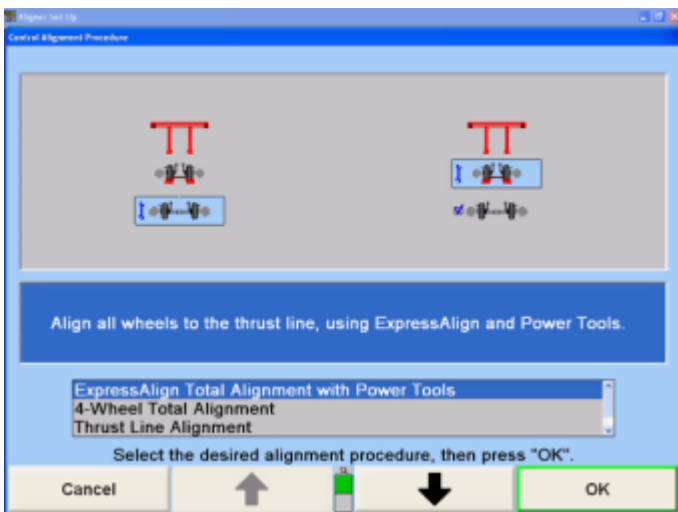 Aligner Set Up
Control Alignment Procedure
Align all wheels to the thrust line, using ExpressAlign and Power Tools.
ExpressAlign Total Alignment with Power Tools
4-Wheel Total Alignment
Thrust Line Alignment
Select the desired alignment procedure, then press "OK".
Cancel
OK